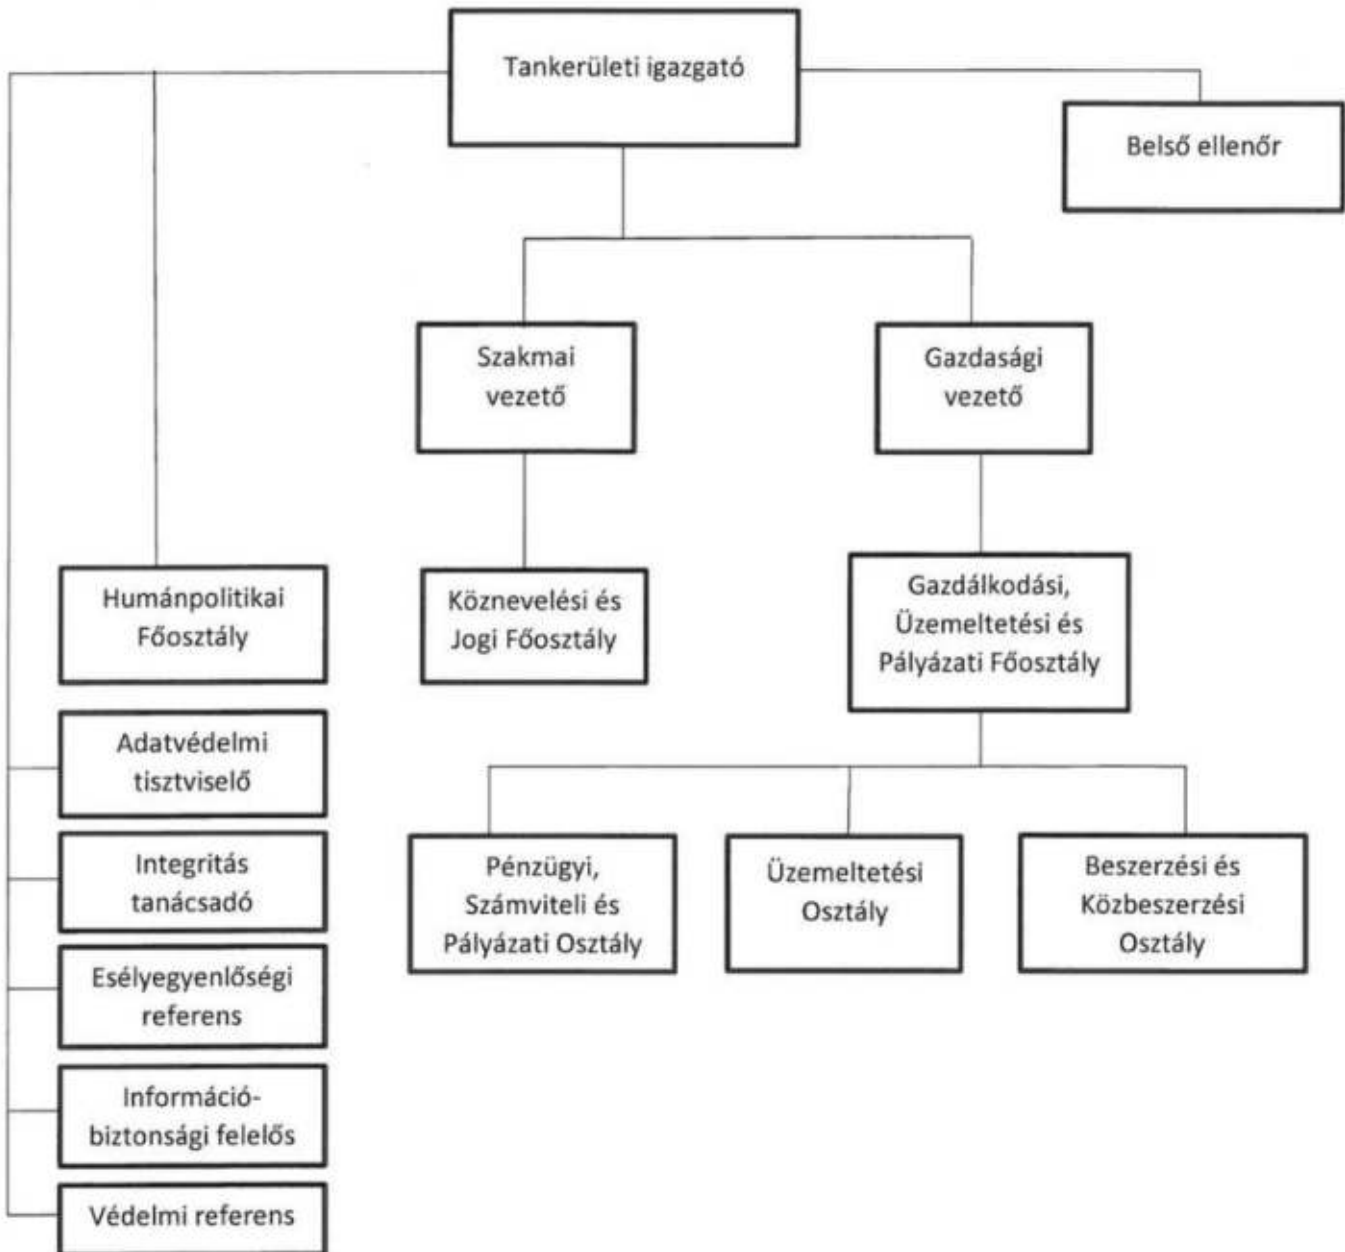 Tankerületi igazgató
Belső ellenőr
Szakmai
vezető
Gazdasági
vezető
Humánpolitikai
Főosztály
Köznevelési és
Jogi Főosztály
Gazdálkodási,
Üzemeltetési és
Pályázati Főosztály
Adatvédelmi
tisztviselő
Integritás
tanácsadó
Esélyegyenlőségi
referens
Információ-
biztonsági felelős
Védelmi referens
Pénzügyi,
Számviteli és
Pályázati Osztály
Üzemeltetési
Osztály
Beszerzési és
Közbeszerzési
Osztály